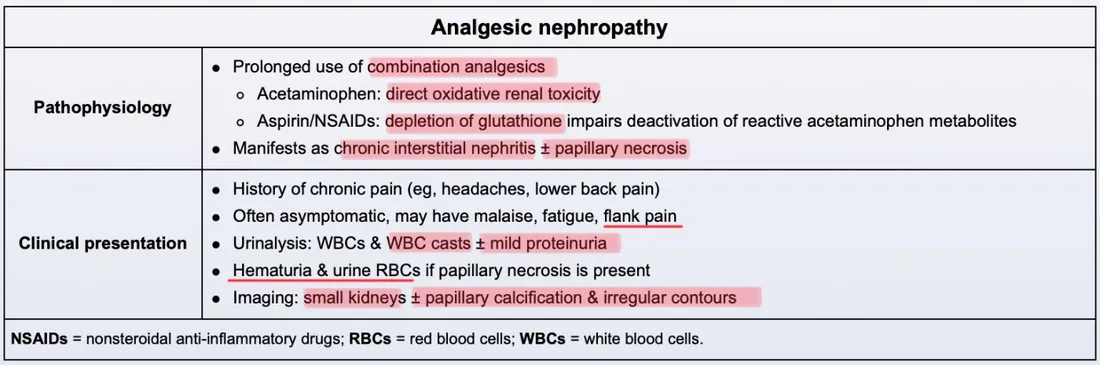 Analgesic nephropathy
Pathophysiology
● Prolonged use of combination analgesics
○ Acetaminophen: direct oxidative renal toxicity
○ Aspirin/NSAIDs: depletion of glutathione impairs deactivation of reactive acetaminophen metabolites
● Manifests as chronic interstitial nephritis ± papillary necrosis
Clinical presentation
● History of chronic pain (eg, headaches, lower back pain)
● Often asymptomatic, may have malaise, fatigue, flank pain
● Urinalysis: WBCs & WBC casts ± mild proteinuria
● Hematuria & urine RBCs if papillary necrosis is present
● Imaging: small kidneys ± papillary calcification & irregular contours
NSAIDs = nonsteroidal anti-inflammatory drugs; RBCs = red blood cells; WBCs = white blood cells.